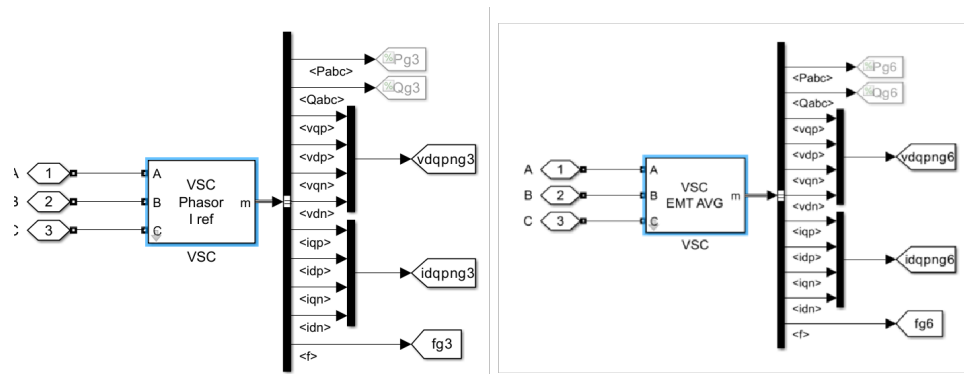 Pg3
<Pabc>
Qg3
<Qabc>
<vqp>
<vdp>
vdqpng3
<vqn>
<vdn>
A 1 A
B 2 B
C 3 C
VSC
Phasor
I ref
m
VSC
<iqp>
<idp>
idqpng3
<iqn>
<idn>
fg3
<f>
Pg6
<Pabc>
Qg6
<Qabc>
<vqp>
<vdp>
vdqpng6
<vqn>
<vdn>
A 1 A
B 2 B
C 3 C
VSC
EMT AVG
m
VSC
<iqp>
<idp>
idqpng6
<iqn>
<idn>
fg6
<f>